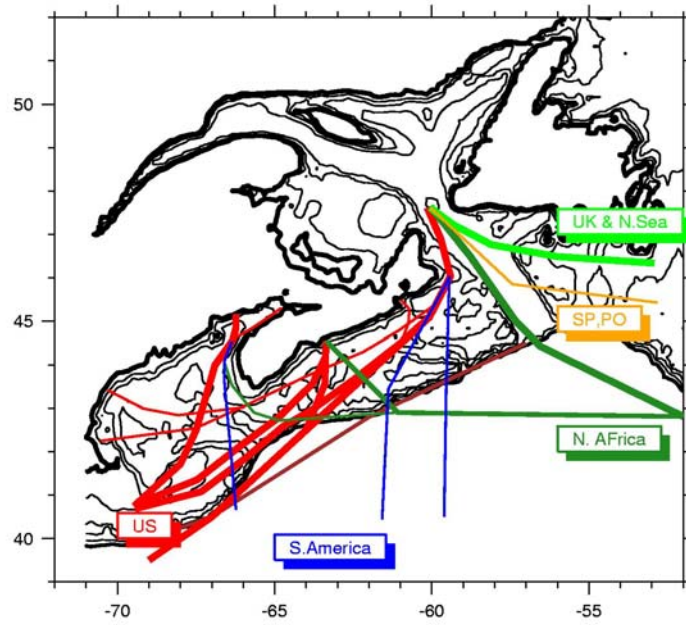 50
UK & N.Sea
SP,PO
45
N. AFrica
US
S.America
40
-70
-65
-60
-55